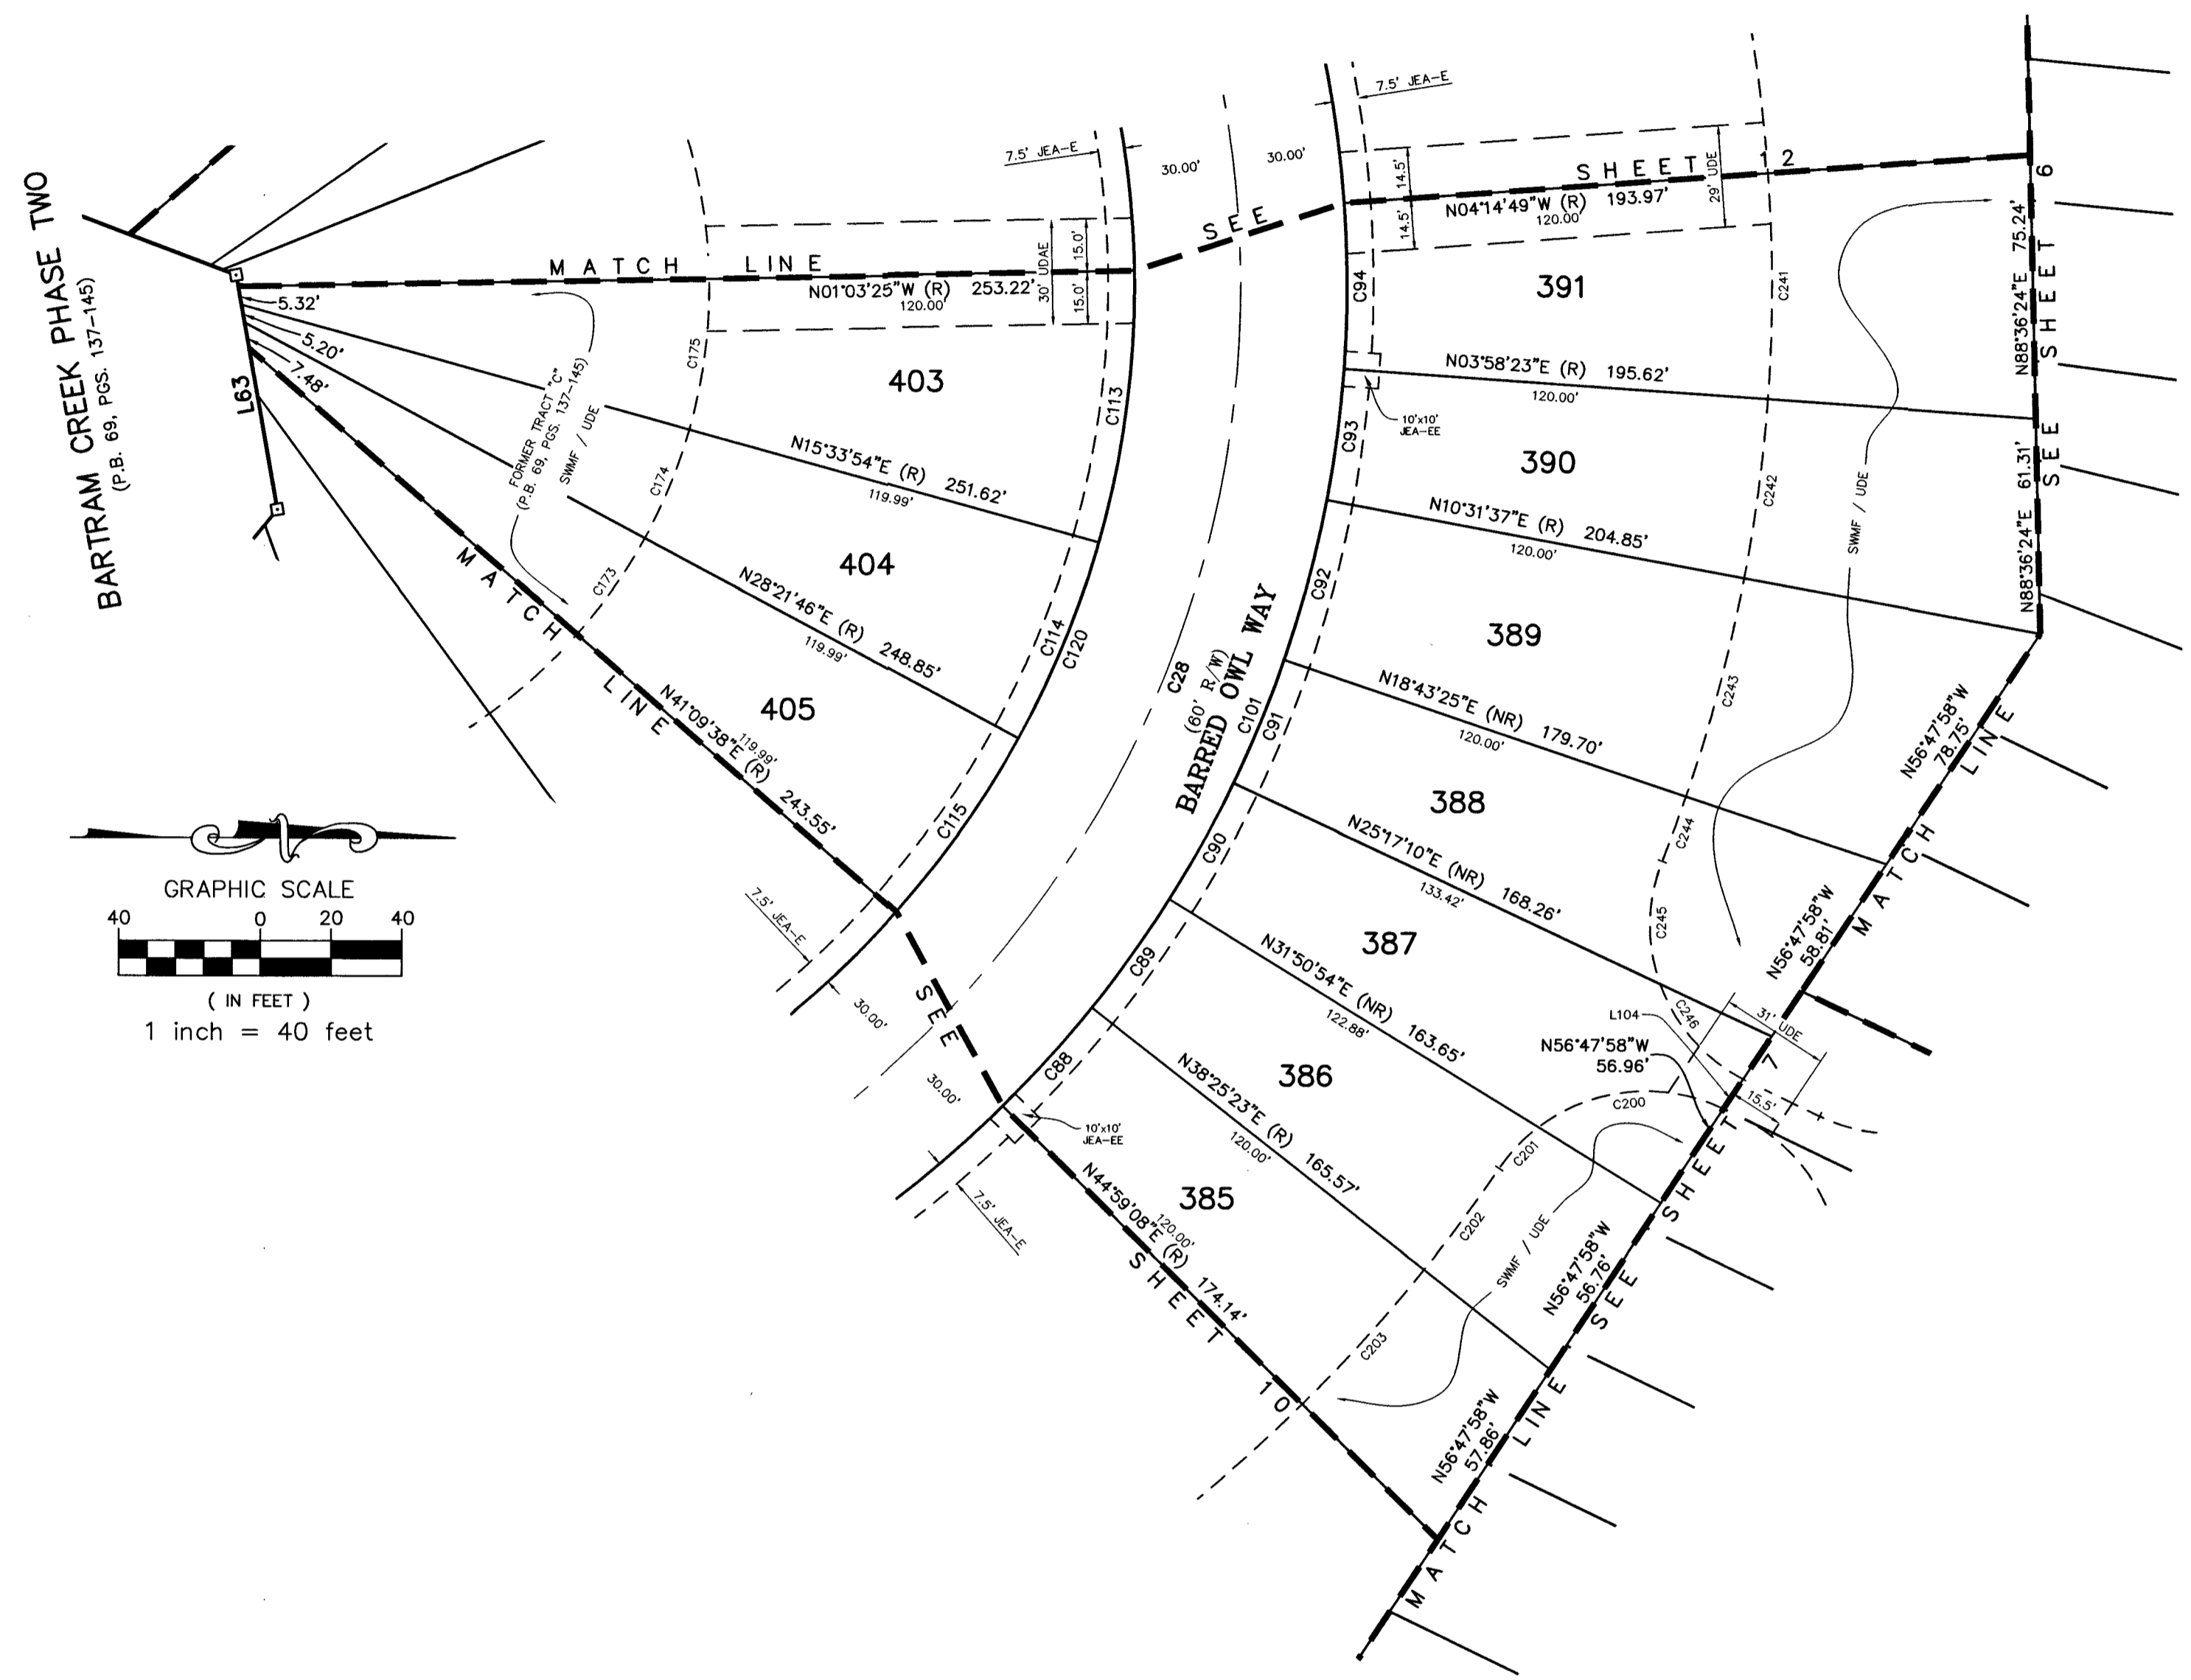 BARTRAM CREEK PHASE TWO
(P.B. 69, PGS. 137-145)
L63
5.32'
5.20'
7.48'
MATCH LINE
N01°03'25"W (R) 253.22'
120.00'
30' UDAE
15.0'
15.0'
7.5' JEA-E
30.00'
30.00'
7.5' JEA-E
SEE
SHEET 12
14.5'
14.5'
29' UDE
N04°14'49"W (R) 193.97'
120.00'
6
SEE SHEET
N88°36'24"E 75.24'
N88°36'24"E 61.31'
FORMER TRACT "C"
(P.B. 69, PGS. 137-145)
SWMF / UDE
C175
C174
C173
403
C113
N15°33'54"E (R) 251.62'
119.99'
404
C114
C120
N28°21'46"E (R) 248.85'
119.99'
405
C115
MATCH LINE
N41°09'38"E (R) 243.55'
119.99'
7.5' JEA-E
30.00'
30.00'
SEE
C28
BARRED OWL WAY
(60' R/W)
C101
391
C94
C241
N03°58'23"E (R) 195.62'
120.00'
10'x10'
JEA-EE
390
C93
C242
N10°31'37"E (R) 204.85'
120.00'
389
C92
C243
SWMF / UDE
N18°43'25"E (NR) 179.70'
120.00'
388
C91
C244
N56°47'58"W
78.75'
MATCH LINE
N25°17'10"E (NR) 168.26'
133.42'
387
C90
C245
C246
N56°47'58"W
58.81'
31' UDE
L104
N56°47'58"W
56.96'
7
15.5'
N31°50'54"E (NR) 163.65'
122.88'
386
C89
C200
C201
N38°25'23"E (R) 165.57'
120.00'
385
C88
C202
C203
SWMF / UDE
N56°47'58"W
56.76'
N56°47'58"W
57.86'
MATCH LINE SEE SHEET
10'x10'
JEA-EE
7.5' JEA-E
N44°59'08"E (R) 174.14'
120.00'
SHEET 10
GRAPHIC SCALE
40 0 20 40
( IN FEET )
1 inch = 40 feet